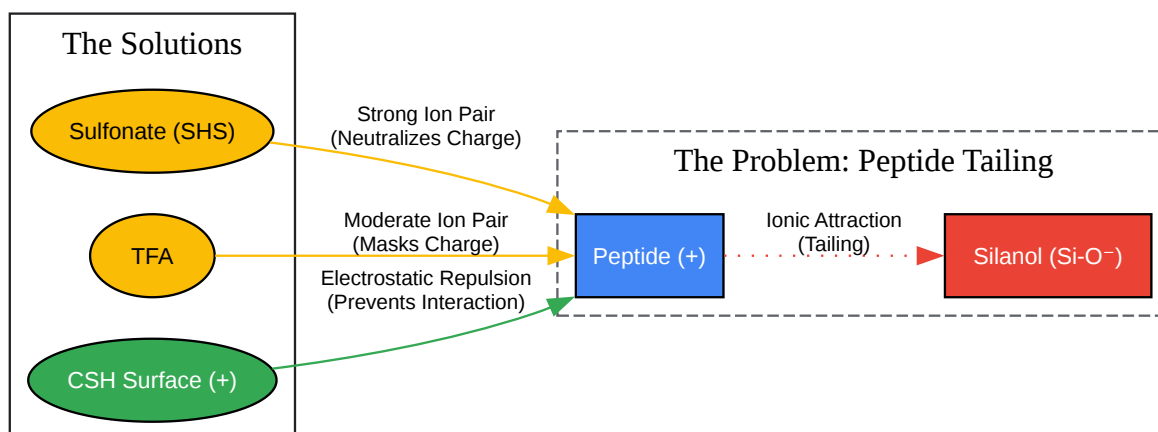 The Solutions
Sulfonate (SHS)
TFA
CSH Surface (+)
Strong Ion Pair
(Neutralizes Charge)
Moderate Ion Pair
(Masks Charge)
Electrostatic Repulsion
(Prevents Interaction)
The Problem: Peptide Tailing
Peptide (+)
Ionic Attraction
(Tailing)
Silanol (Si-O⁻)